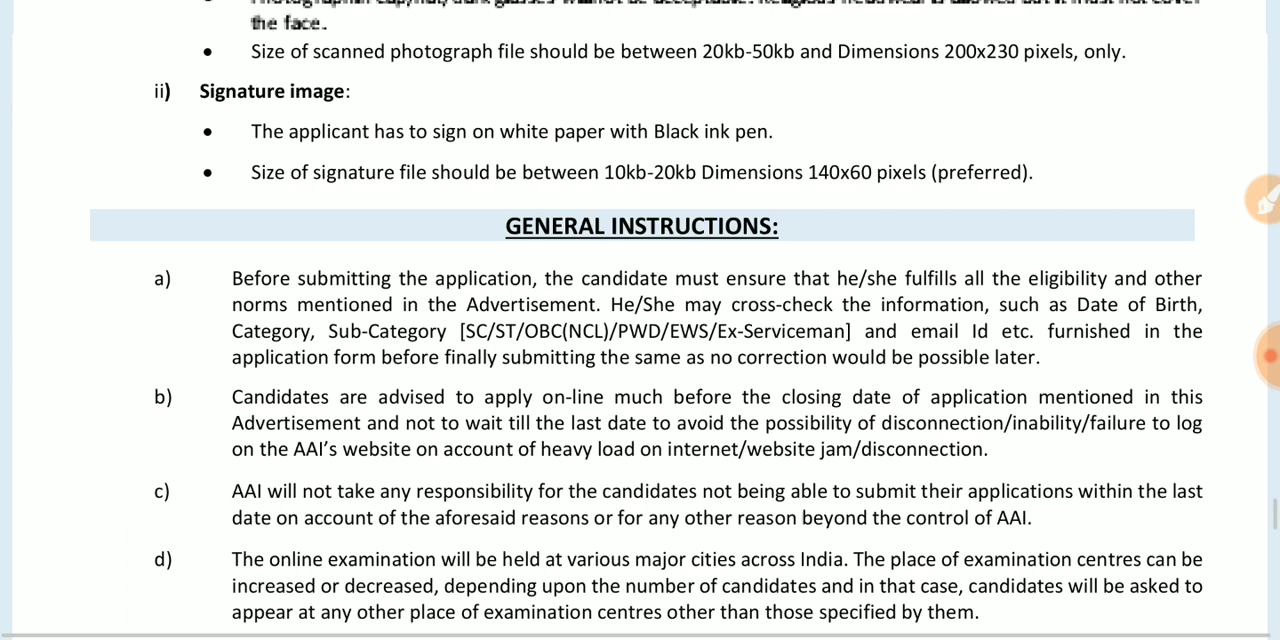 the face.
• Size of scanned photograph file should be between 20kb-50kb and Dimensions 200x230 pixels, only.
ii) Signature image:
• The applicant has to sign on white paper with Black ink pen.
• Size of signature file should be between 10kb-20kb Dimensions 140x60 pixels (preferred).
GENERAL INSTRUCTIONS:
a) Before submitting the application, the candidate must ensure that he/she fulfills all the eligibility and other
norms mentioned in the Advertisement. He/She may cross-check the information, such as Date of Birth,
Category, Sub-Category [SC/ST/OBC(NCL)/PWD/EWS/Ex-Serviceman] and email Id etc. furnished in the
application form before finally submitting the same as no correction would be possible later.
b) Candidates are advised to apply on-line much before the closing date of application mentioned in this
Advertisement and not to wait till the last date to avoid the possibility of disconnection/inability/failure to log
on the AAI’s website on account of heavy load on internet/website jam/disconnection.
c) AAI will not take any responsibility for the candidates not being able to submit their applications within the last
date on account of the aforesaid reasons or for any other reason beyond the control of AAI.
d) The online examination will be held at various major cities across India. The place of examination centres can be
increased or decreased, depending upon the number of candidates and in that case, candidates will be asked to
appear at any other place of examination centres other than those specified by them.